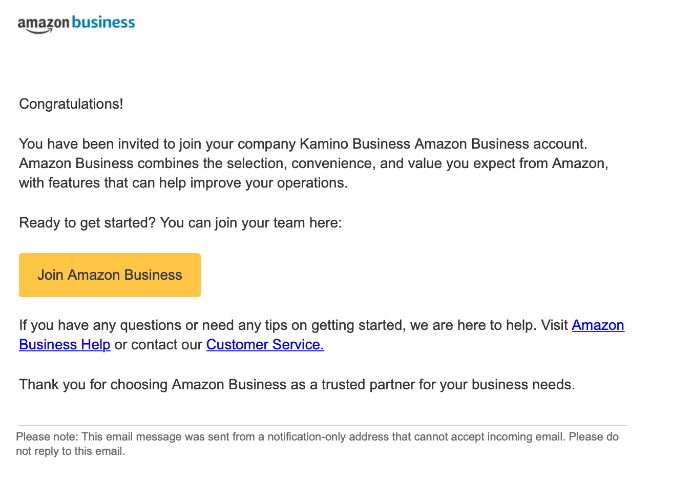 amazon business
Congratulations!
You have been invited to join your company Kamino Business Amazon Business account.
Amazon Business combines the selection, convenience, and value you expect from Amazon,
with features that can help improve your operations.
Ready to get started? You can join your team here:
Join Amazon Business
If you have any questions or need any tips on getting started, we are here to help. Visit Amazon
Business Help or contact our Customer Service.
Thank you for choosing Amazon Business as a trusted partner for your business needs.
Please note: This email message was sent from a notification-only address that cannot accept incoming email. Please do
not reply to this email.